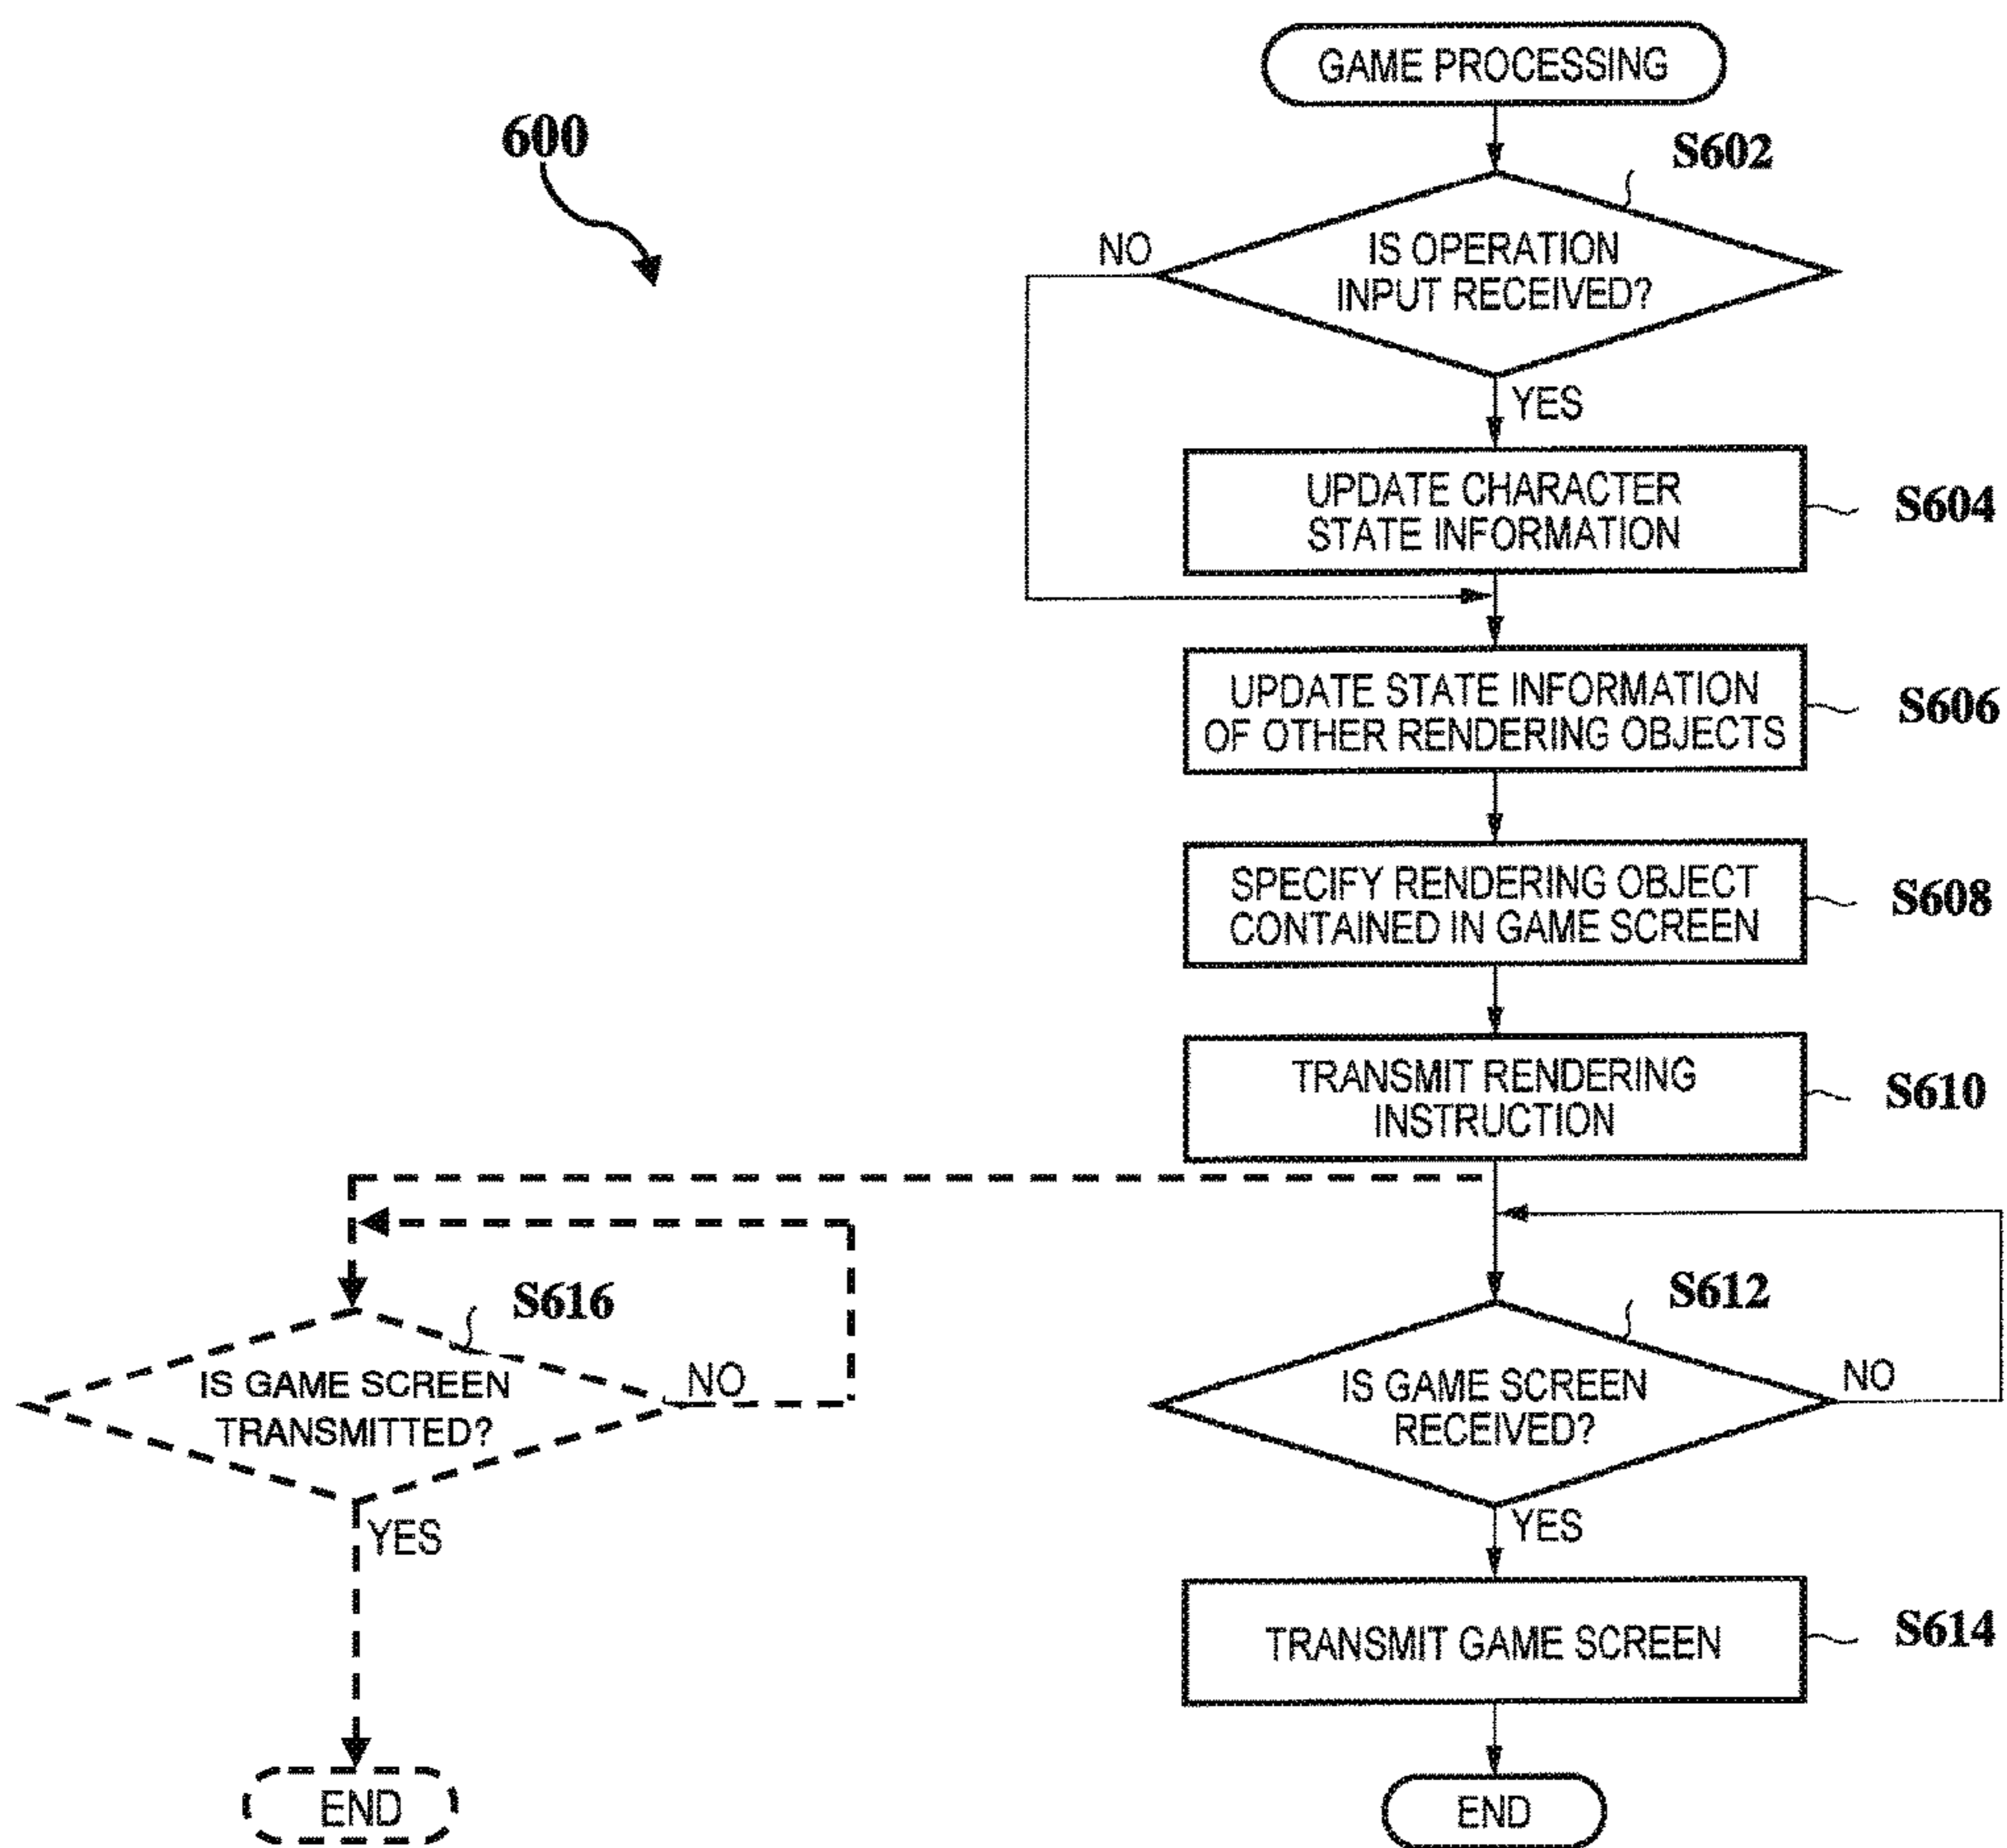 GAME PROCESSING
600
S602
NO
IS OPERATION
INPUT RECEIVED?
YES
UPDATE CHARACTER
STATE INFORMATION
S604
UPDATE STATE INFORMATION
OF OTHER RENDERING OBJECTS
S606
SPECIFY RENDERING OBJECT
CONTAINED IN GAME SCREEN
S608
TRANSMIT RENDERING
INSTRUCTION
S610
S616
IS GAME SCREEN
TRANSMITTED?
NO
YES
END
S612
IS GAME SCREEN
RECEIVED?
NO
YES
TRANSMIT GAME SCREEN
S614
END